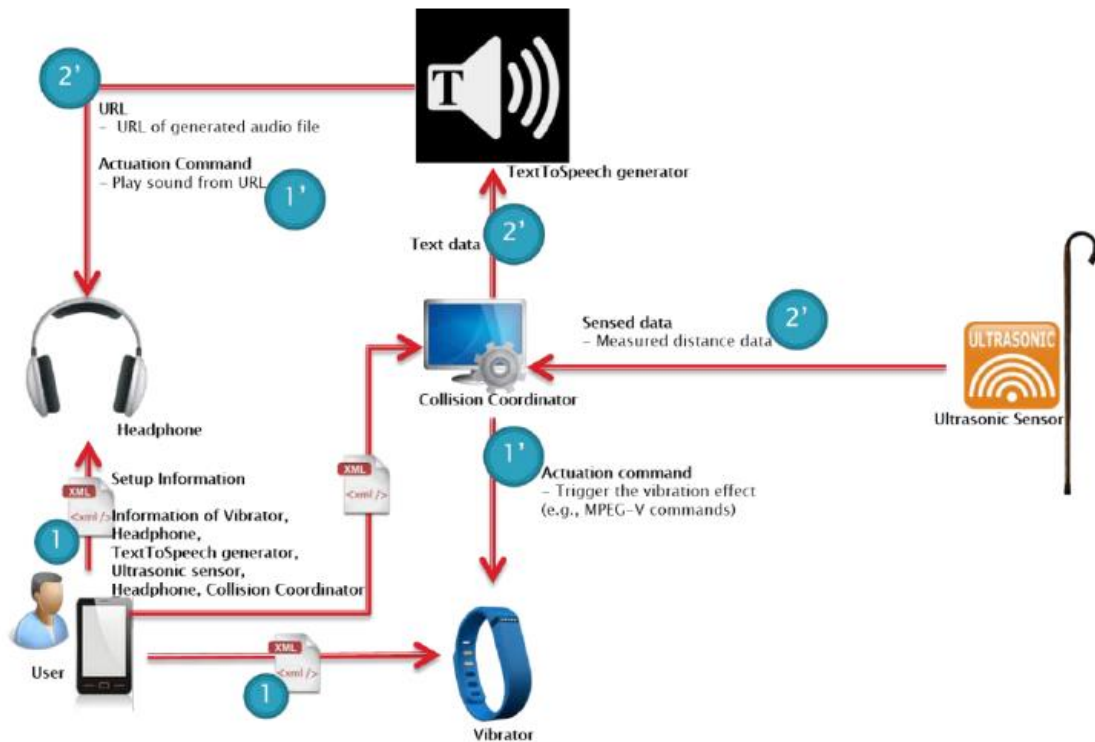 2'
URL
– URL of generated audio file
Actuation Command
– Play sound from URL
1'
T
TextToSpeech generator
Text data
2'
Sensed data
– Measured distance data
2'
ULTRASONIC
Ultrasonic Sensor
Collision Coordinator
Headphone
1'
Actuation command
– Trigger the vibration effect
(e.g., MPEG-V commands)
XML
<xml />
Setup Information
XML
<xml />
1
Information of Vibrator,
Headphone,
TextToSpeech generator,
Ultrasonic sensor,
Headphone, Collision Coordinator
User
XML
<xml />
1
Vibrator